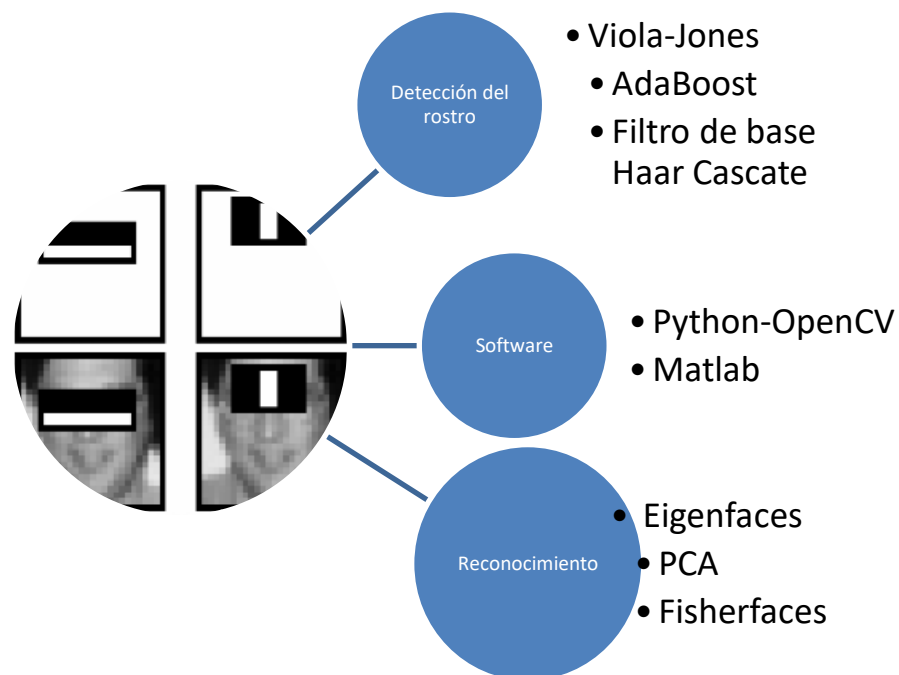 Detección del
rostro
• Viola-Jones
• AdaBoost
• Filtro de base
Haar Cascate
Software
• Python-OpenCV
• Matlab
Reconocimiento
• Eigenfaces
• PCA
• Fisherfaces